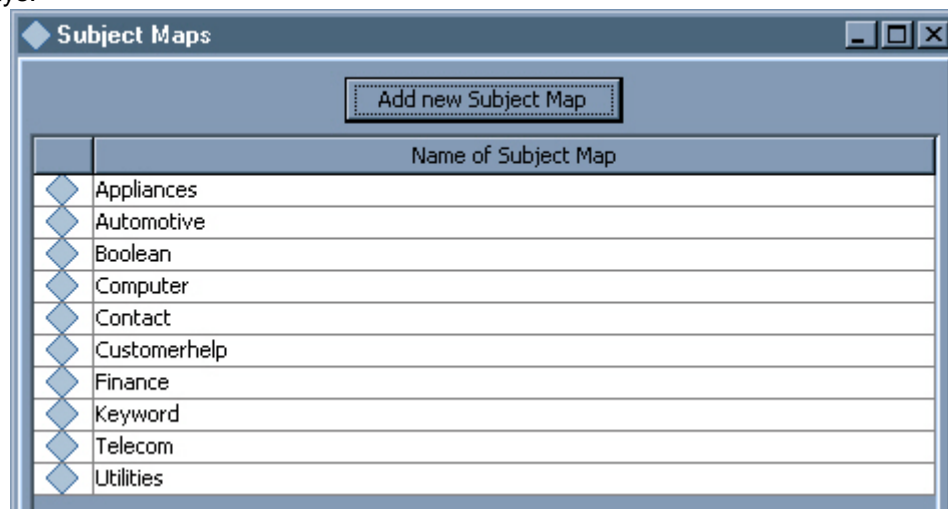 Subject Maps
Add new Subject Map
Name of Subject Map
Appliances
Automotive
Boolean
Computer
Contact
Customerhelp
Finance
Keyword
Telecom
Utilities